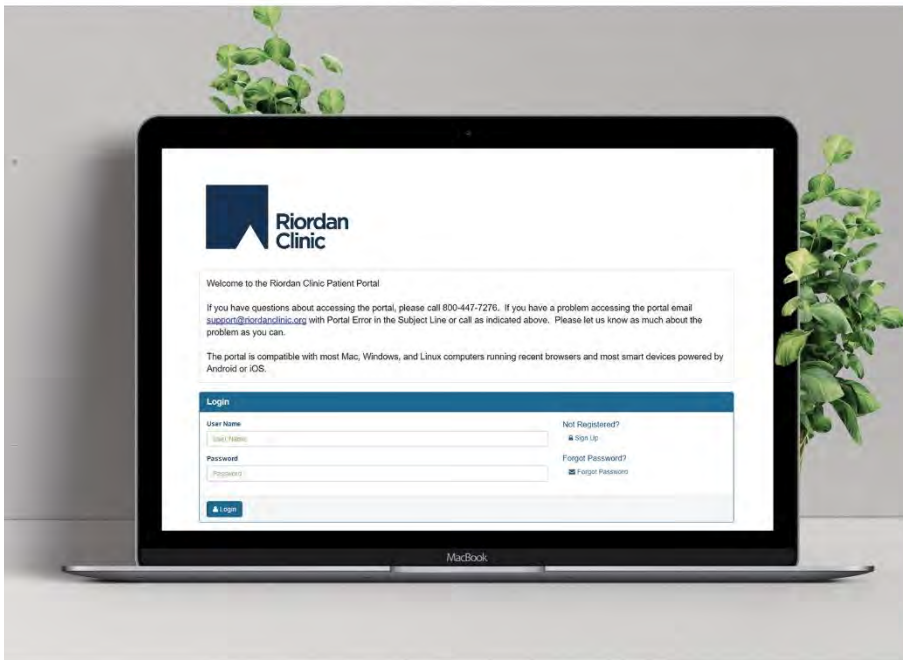 Riordan
Clinic
Welcome to the Riordan Clinic Patient Portal
If you have questions about accessing the portal, please call 800-447-7276.  If you have a problem accessing the portal email
support@riordanclinic.org with Portal Error in the Subject Line or call as indicated above.  Please let us know as much about the
problem as you can.
The portal is compatible with most Mac, Windows, and Linux computers running recent browsers and most smart devices powered by
Android or iOS.
Login
User Name
Not Registered?
User Name
Sign Up
Password
Forgot Password?
Password
Forgot Password
Login
MacBook